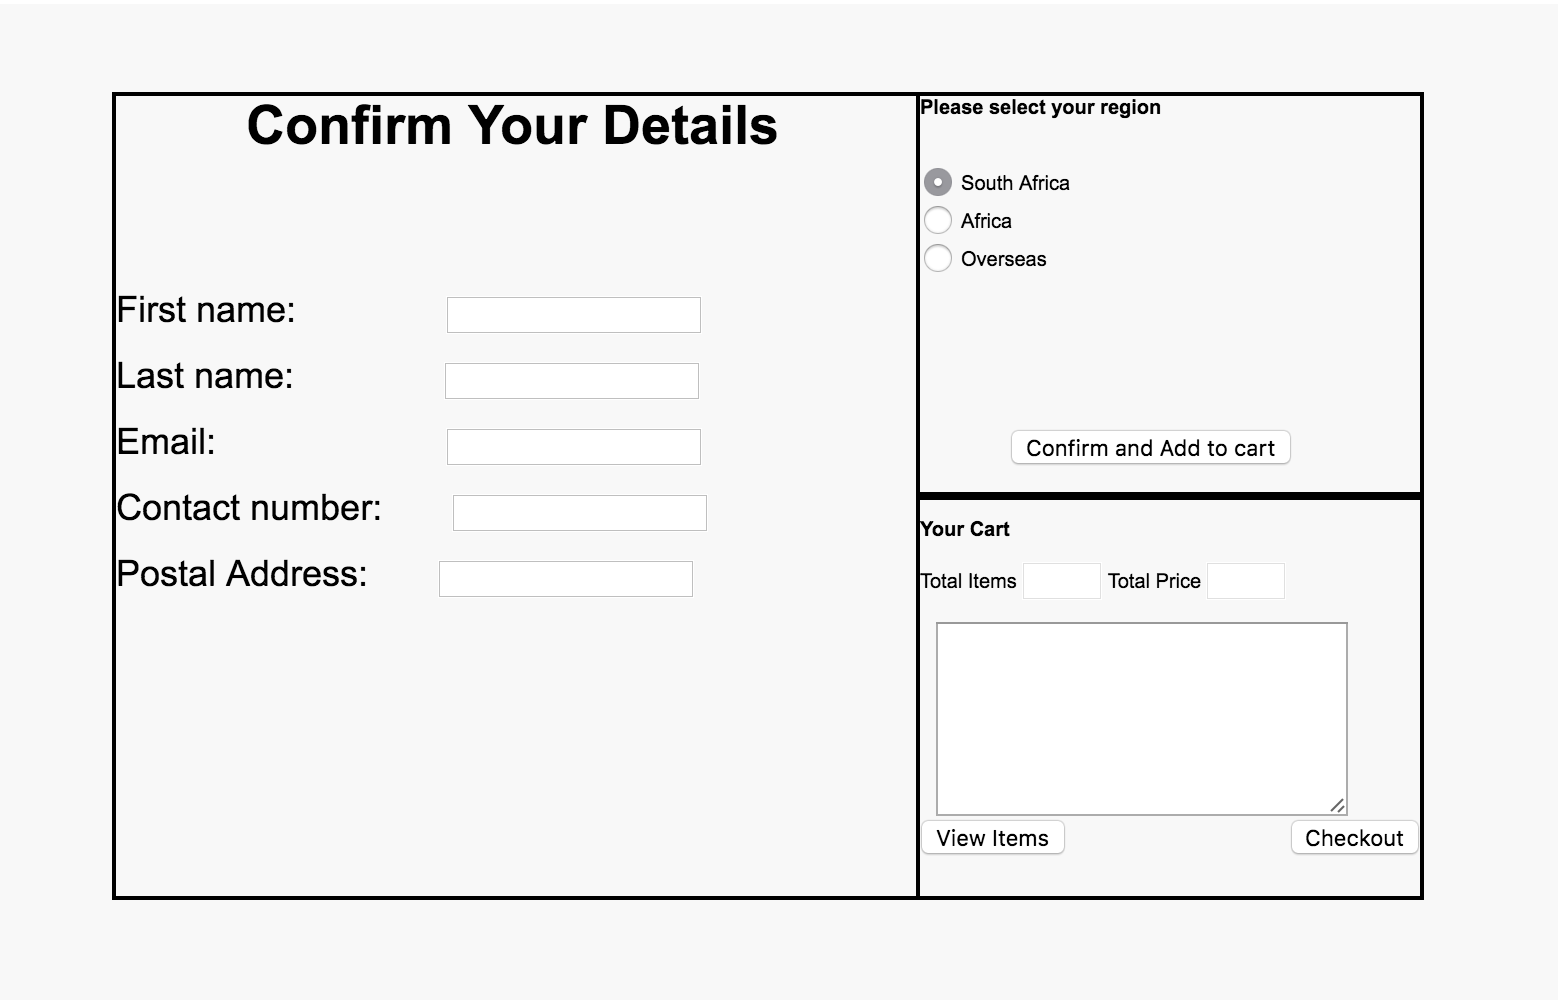 Confirm Your Details
First name:
Last name:
Email:
Contact number:
Postal Address:
Please select your region
South Africa
Africa
Overseas
Confirm and Add to cart
Your Cart
Total Items Total Price
View Items Checkout